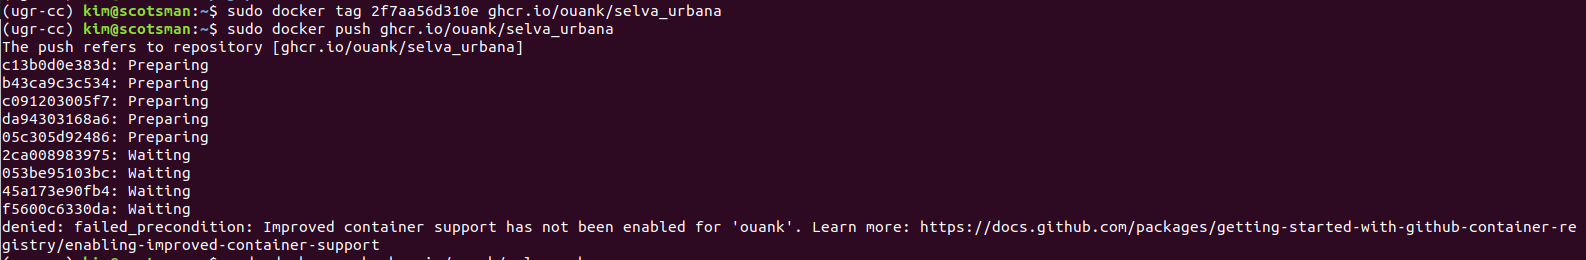 (ugr-cc) kim@scotsman:~$ sudo docker tag 2f7aa56d310e ghcr.io/ouank/selva_urbana
(ugr-cc) kim@scotsman:~$ sudo docker push ghcr.io/ouank/selva_urbana
The push refers to repository [ghcr.io/ouank/selva_urbana]
c13b0d0e383d: Preparing
b43ca9c3c534: Preparing
c091203005f7: Preparing
da94303168a6: Preparing
05c305d92486: Preparing
2ca008983975: Waiting
053be95103bc: Waiting
45a173e90fb4: Waiting
f5600c6330da: Waiting
denied: failed_precondition: Improved container support has not been enabled for 'ouank'. Learn more: https://docs.github.com/packages/getting-started-with-github-container-re
gistry/enabling-improved-container-support